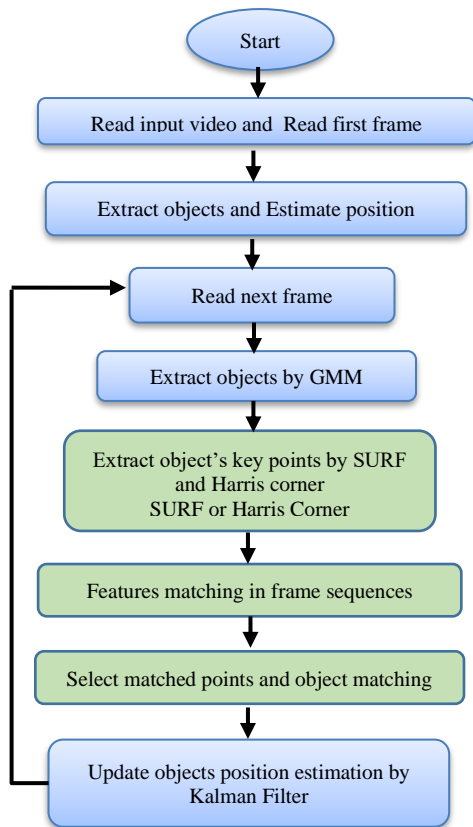 Start
Read input video and  Read first frame
Extract objects and Estimate position
Read next frame
Extract objects by GMM
Extract object’s key points by SURF
and Harris corner
SURF or Harris Corner
Features matching in frame sequences
Select matched points and object matching
Update objects position estimation by
Kalman Filter